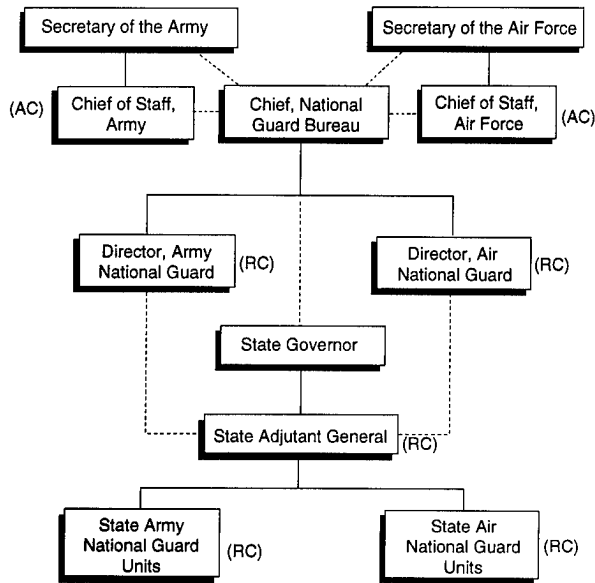 Secretary of the Army
Secretary of the Air Force
(AC)
Chief of Staff,
Army
Chief, National
Guard Bureau
Chief of Staff,
Air Force
(AC)
Director, Army
National Guard
(RC)
Director, Air
National Guard
(RC)
State Governor
State Adjutant General
(RC)
State Army
National Guard
Units
(RC)
State Air
National Guard
Units
(RC)